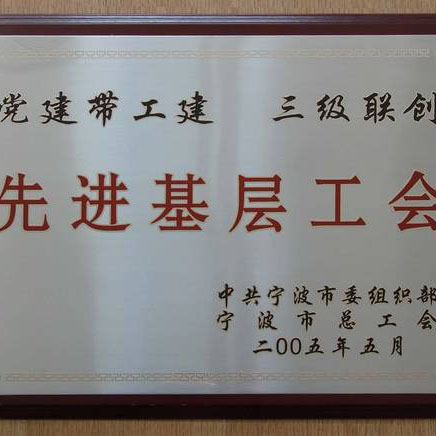 党建带工建 三级联创
先进基层工会
中共宁波市委组织部
宁波市总工会
二00五年五月